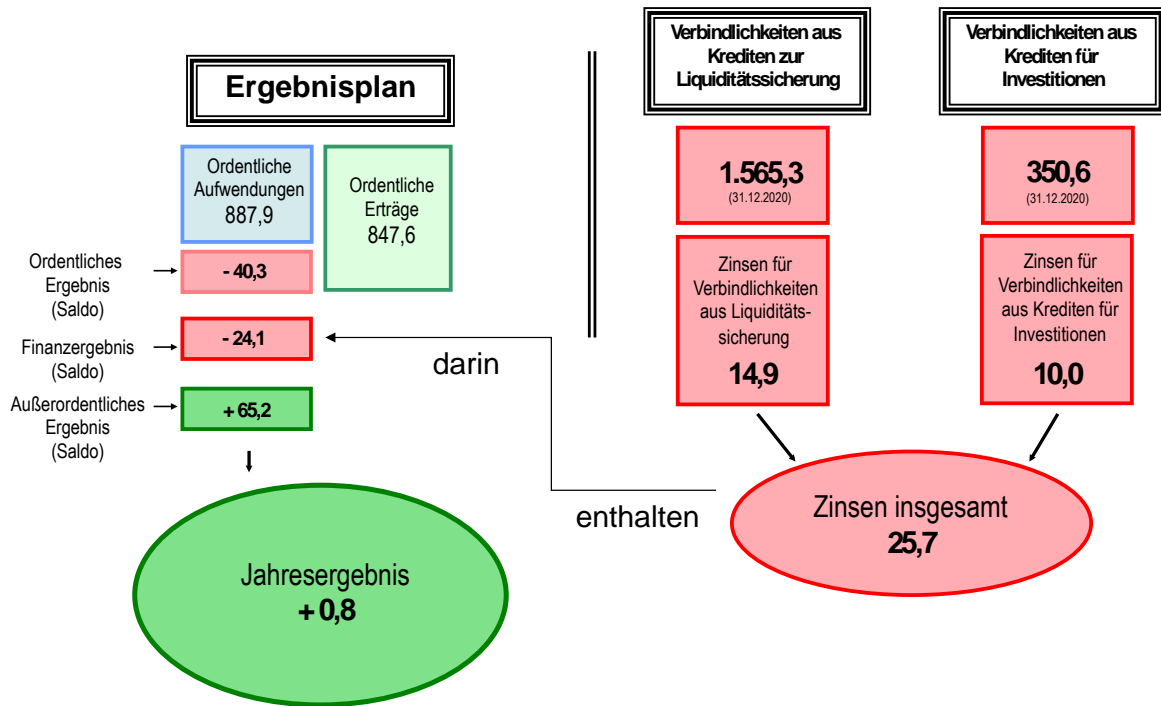 Ergebnisplan
Ordentliche
Aufwendungen
887,9
Ordentliche
Erträge
847,6
Ordentliches
Ergebnis
(Saldo)
- 40,3
Finanzergebnis
(Saldo)
- 24,1
Außerordentliches
Ergebnis
(Saldo)
+ 65,2
Jahresergebnis
+ 0,8
darin
enthalten
Verbindlichkeiten aus
Krediten zur
Liquiditätssicherung
1.565,3
(31.12.2020)
Zinsen für
Verbindlichkeiten
aus Liquiditäts-
sicherung
14,9
Verbindlichkeiten aus
Krediten für
Investitionen
350,6
(31.12.2020)
Zinsen für
Verbindlichkeiten
aus Krediten für
Investitionen
10,0
Zinsen insgesamt
25,7